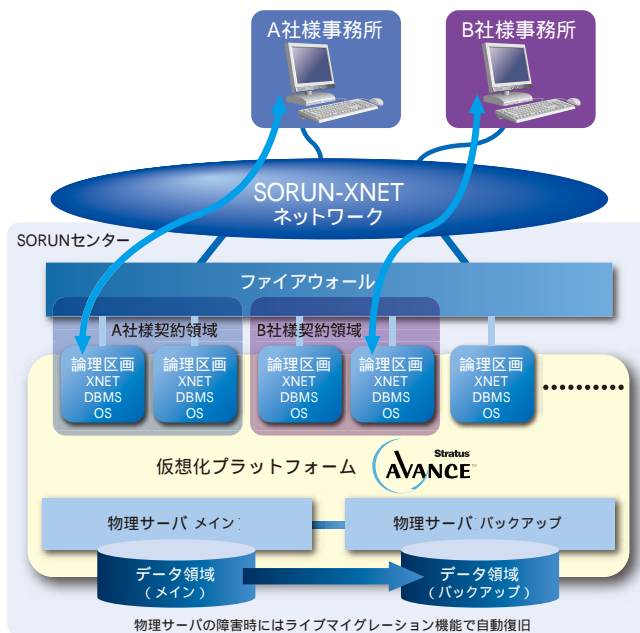 A社様事務所
B社様事務所
SORUN-XNET
ネットワーク
SORUNセンター
ファイアウォール
A社様契約領域
B社様契約領域
論理区画
XNET
DBMS
OS
論理区画
XNET
DBMS
OS
論理区画
XNET
DBMS
OS
論理区画
XNET
DBMS
OS
論理区画
XNET
DBMS
OS
仮想化プラットフォーム
Stratus
AVANCE
物理サーバ メイン
物理サーバ バックアップ
データ領域
(メイン)
データ領域
(バックアップ)
物理サーバの障害時にはライブマイグレーション機能で自動復旧